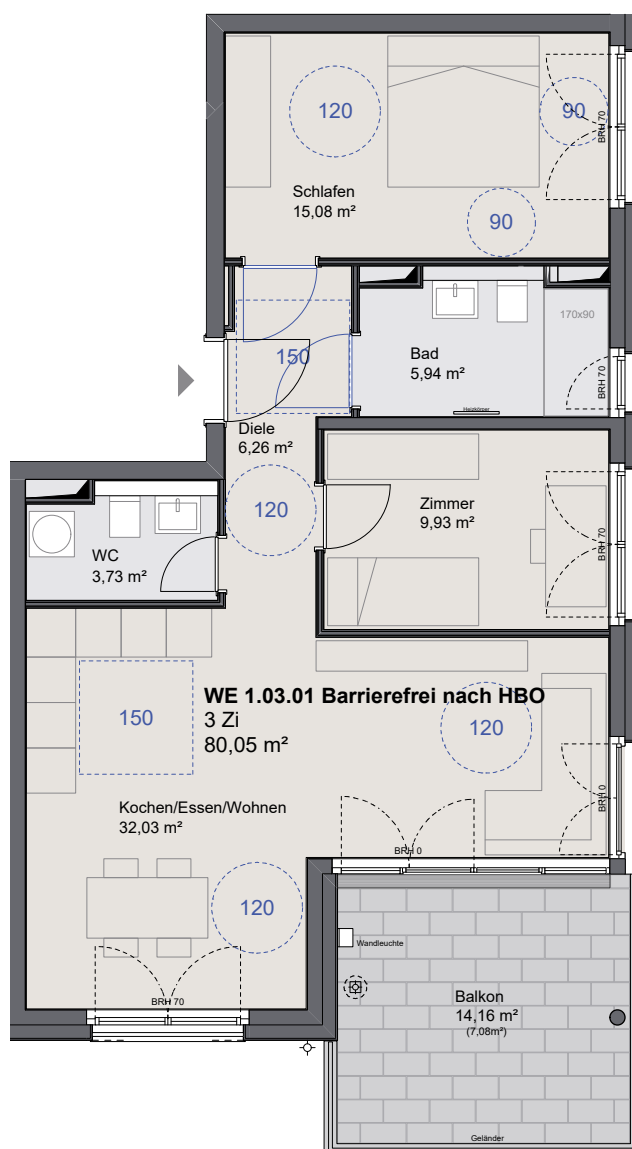 120
90
BRH 70
Schlafen
15,08 m²
90
150
170x90
Bad
5,94 m²
BRH 70
Heizkörper
Diele
6,26 m²
120
Zimmer
9,93 m²
BRH 70
WC
3,73 m²
WE 1.03.01 Barrierefrei nach HBO
3 Zi
80,05 m²
150
120
Kochen/Essen/Wohnen
32,03 m²
BRH 0
BRH 0
120
BRH 70
Wandleuchte
Balkon
14,16 m²
(7,08m²)
Geländer